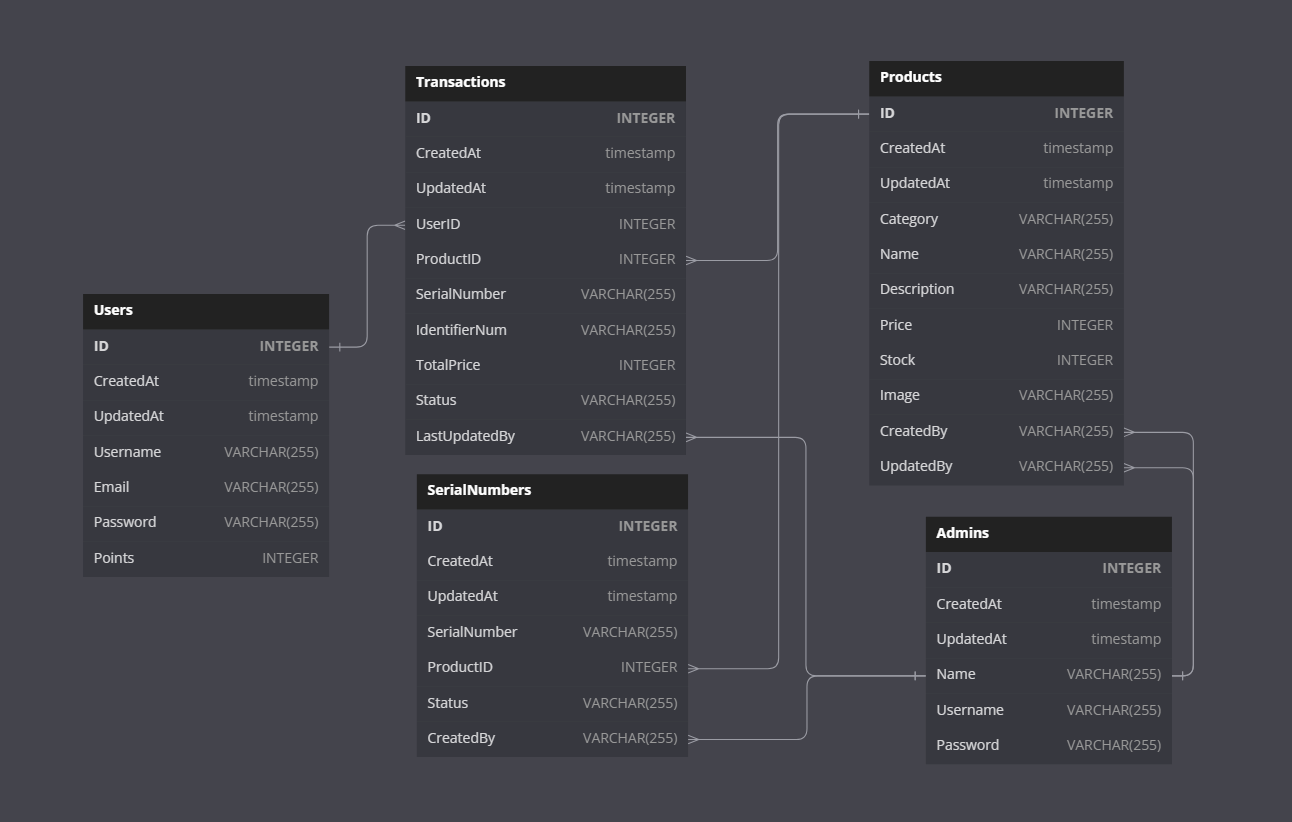 Transactions
ID INTEGER
CreatedAt timestamp
UpdatedAt timestamp
UserID INTEGER
ProductID INTEGER
SerialNumber VARCHAR(255)
IdentifierNum VARCHAR(255)
TotalPrice INTEGER
Status VARCHAR(255)
LastUpdatedBy VARCHAR(255)
Products
ID INTEGER
CreatedAt timestamp
UpdatedAt timestamp
Category VARCHAR(255)
Name VARCHAR(255)
Description VARCHAR(255)
Price INTEGER
Stock INTEGER
Image VARCHAR(255)
CreatedBy VARCHAR(255)
UpdatedBy VARCHAR(255)
Users
ID INTEGER
CreatedAt timestamp
UpdatedAt timestamp
Username VARCHAR(255)
Email VARCHAR(255)
Password VARCHAR(255)
Points INTEGER
SerialNumbers
ID INTEGER
CreatedAt timestamp
UpdatedAt timestamp
SerialNumber VARCHAR(255)
ProductID INTEGER
Status VARCHAR(255)
CreatedBy VARCHAR(255)
Admins
ID INTEGER
CreatedAt timestamp
UpdatedAt timestamp
Name VARCHAR(255)
Username VARCHAR(255)
Password VARCHAR(255)